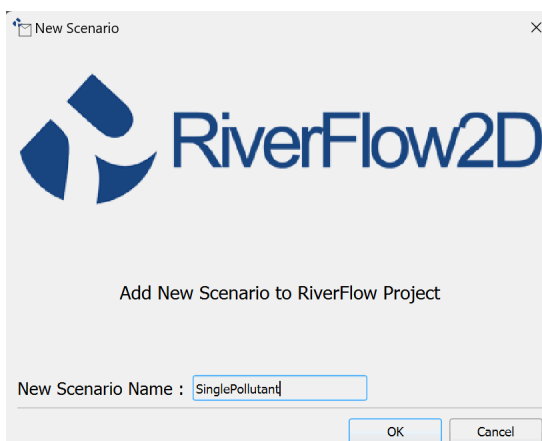 New Scenario
RiverFlow2D
Add New Scenario to RiverFlow Project
New Scenario Name : SinglePollutant
OK Cancel